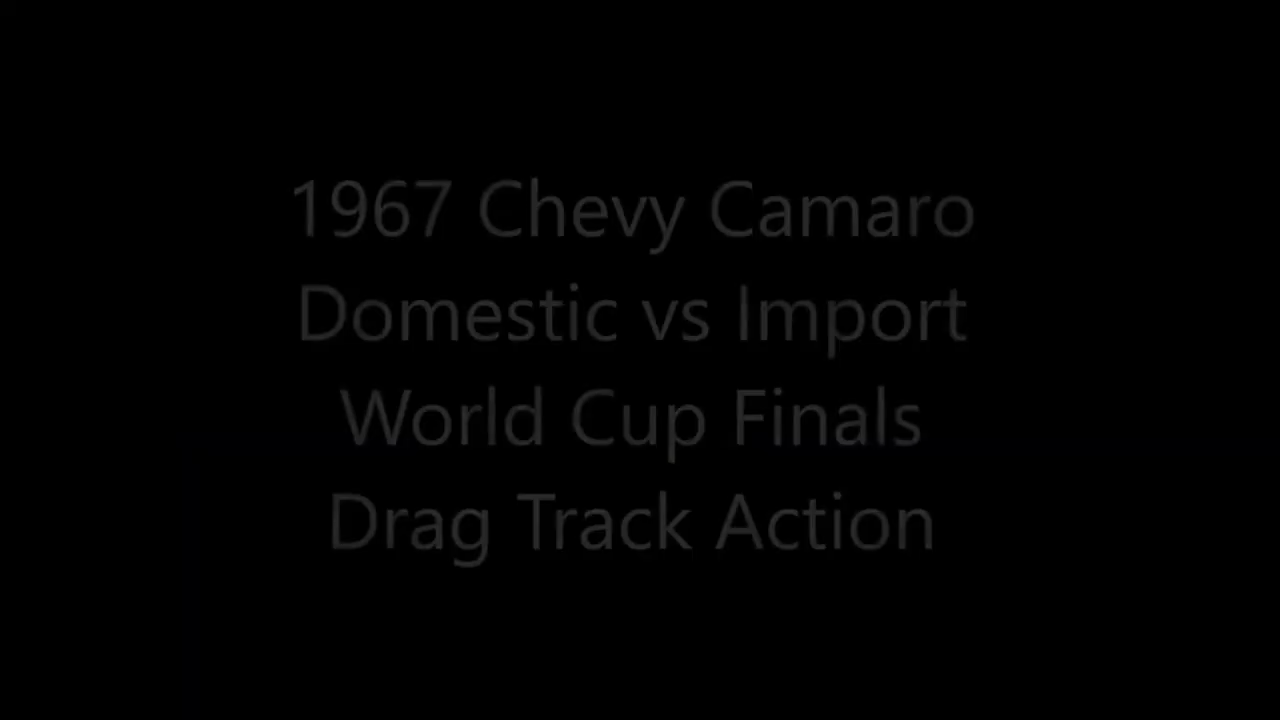 1967 Chevy Camaro
Domestic vs Import
World Cup Finals
Drag Track Action